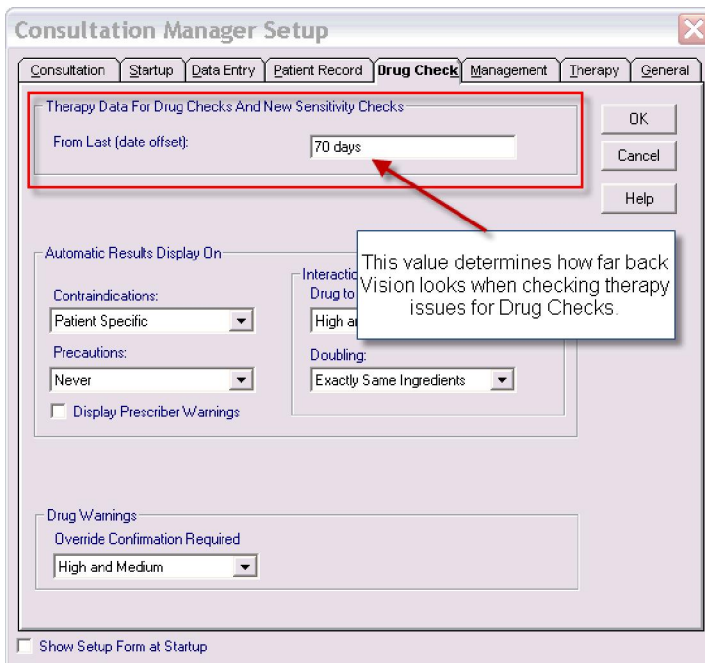 Consultation Manager Setup
Consultation Startup Data Entry Patient Record Drug Check Management Therapy General
Therapy Data For Drug Checks And New Sensitivity Checks
From Last (date offset): 70 days
OK
Cancel
Help
This value determines how far back
Vision looks when checking therapy
issues for Drug Checks.
Automatic Results Display On
Contraindications:
Patient Specific
Precautions:
Never
Display Prescriber Warnings
Drug to
High
Doubling:
Exactly Same Ingredients
Drug Warnings
Override Confirmation Required
High and Medium
Show Setup Form at Startup